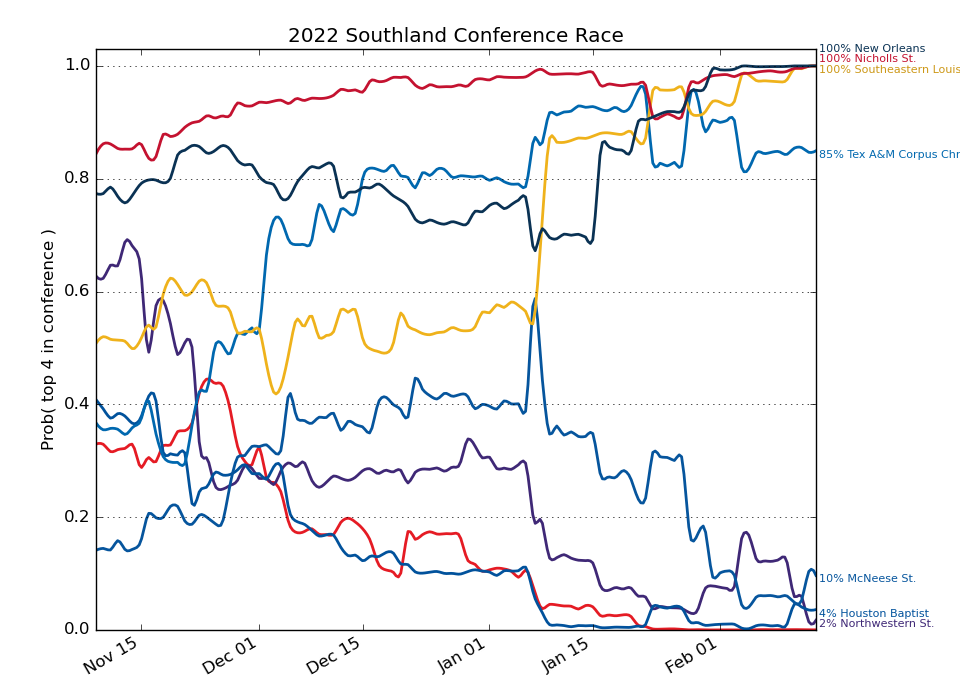 2022 Southland Conference Race
Prob( top 4 in conference )
1.0
0.8
0.6
0.4
0.2
0.0
Nov 15
Dec 01
Dec 15
Jan 01
Jan 15
Feb 01
100% New Orleans
100% Nicholls St.
100% Southeastern Louis
85% Tex A&M Corpus Chr
10% McNeese St.
4% Houston Baptist
2% Northwestern St.